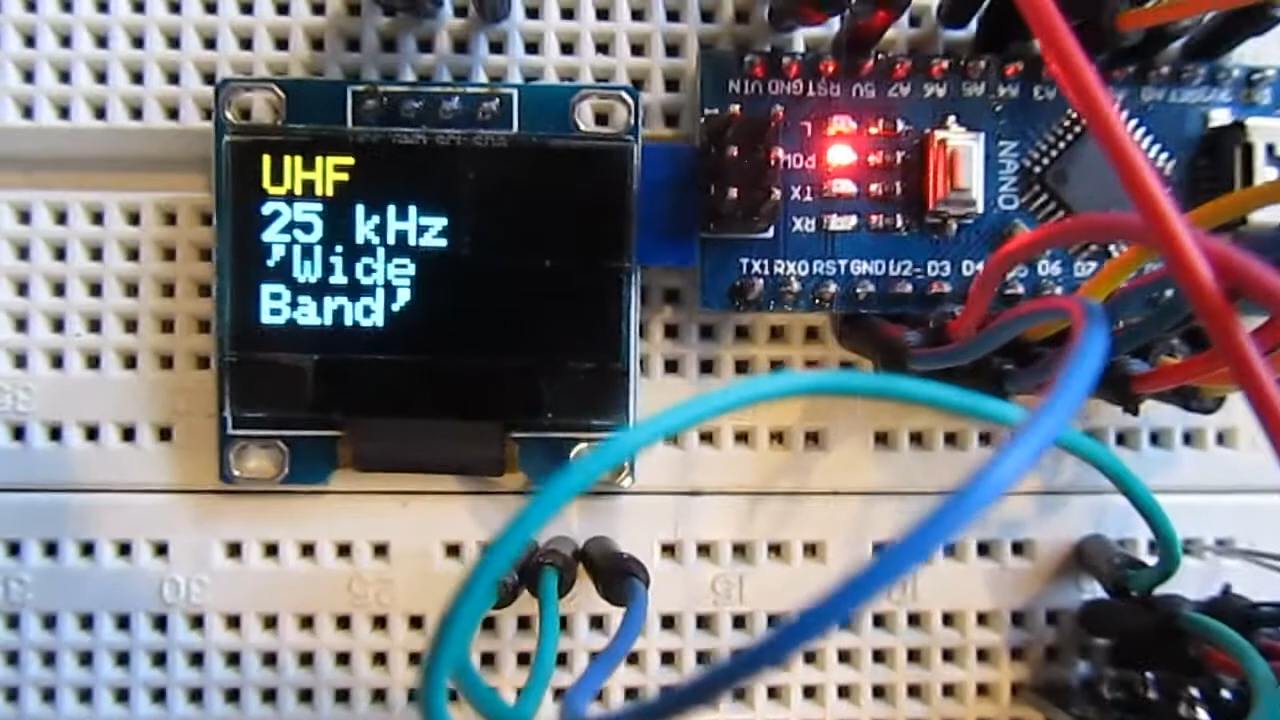 UHF
25 kHz
'Wide
Band'
VIN GND RST 5V A7 A6 A5 A4 A3
L
POW
TX
RX
NANO
TX1 RX0 RST GND D2 D3 D4 D5 D6 D7
30
25
15
10